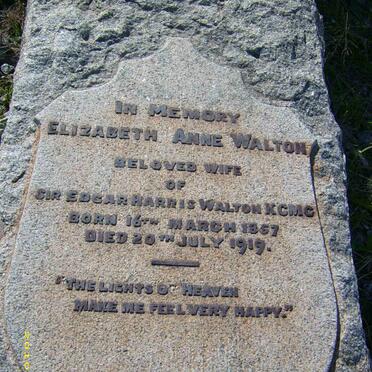 IN MEMORY
ELIZABETH ANNE WALTON
BELOVED WIFE
OF
SIR EDGAR HARRIS WALTON KCMG
BORN 16TH MARCH 1857
DIED 20TH JULY 1919.
"THE LIGHTS O' HEAVEN
MAKE ME FEEL VERY HAPPY."